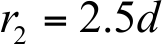 r₂ = 2.5d